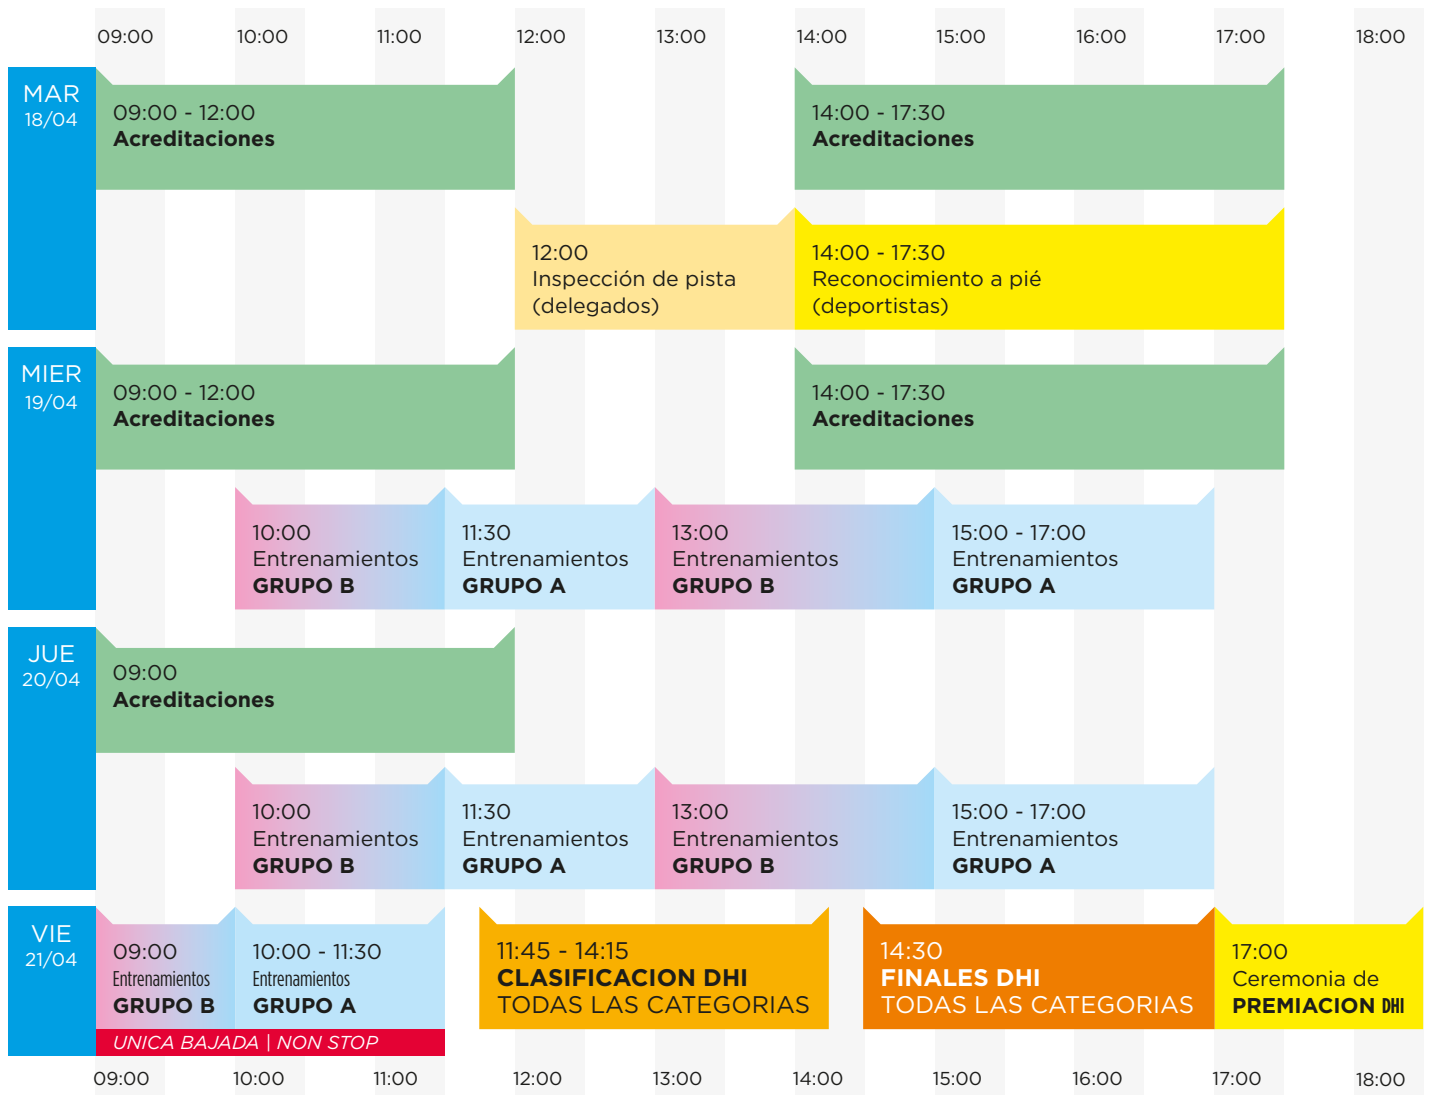 09:00 10:00 11:00 12:00 13:00 14:00 15:00 16:00 17:00 18:00
MAR
18/04
09:00 - 12:00
Acreditaciones
14:00 - 17:30
Acreditaciones
12:00
Inspección de pista
(delegados)
14:00 - 17:30
Reconocimiento a pié
(deportistas)
MIER
19/04
09:00 - 12:00
Acreditaciones
14:00 - 17:30
Acreditaciones
10:00
Entrenamientos
GRUPO B
11:30
Entrenamientos
GRUPO A
13:00
Entrenamientos
GRUPO B
15:00 - 17:00
Entrenamientos
GRUPO A
JUE
20/04
09:00
Acreditaciones
10:00
Entrenamientos
GRUPO B
11:30
Entrenamientos
GRUPO A
13:00
Entrenamientos
GRUPO B
15:00 - 17:00
Entrenamientos
GRUPO A
VIE
21/04
09:00
Entrenamientos
GRUPO B
10:00 - 11:30
Entrenamientos
GRUPO A
UNICA BAJADA | NON STOP
11:45 - 14:15
CLASIFICACION DHI
TODAS LAS CATEGORIAS
14:30
FINALES DHI
TODAS LAS CATEGORIAS
17:00
Ceremonia de
PREMIACION DHI
09:00 10:00 11:00 12:00 13:00 14:00 15:00 16:00 17:00 18:00